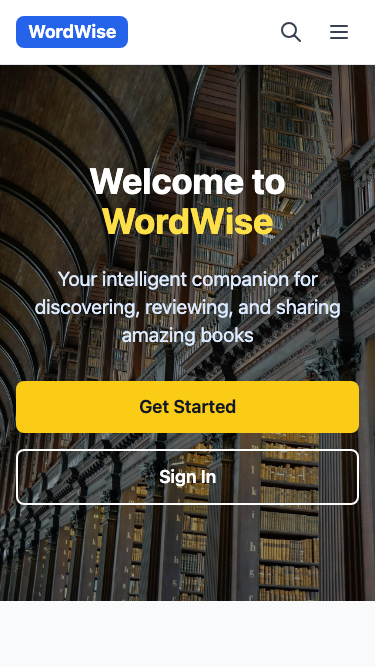 WordWise
Welcome to
WordWise
Your intelligent companion for
discovering, reviewing, and sharing
amazing books
Get Started
Sign In